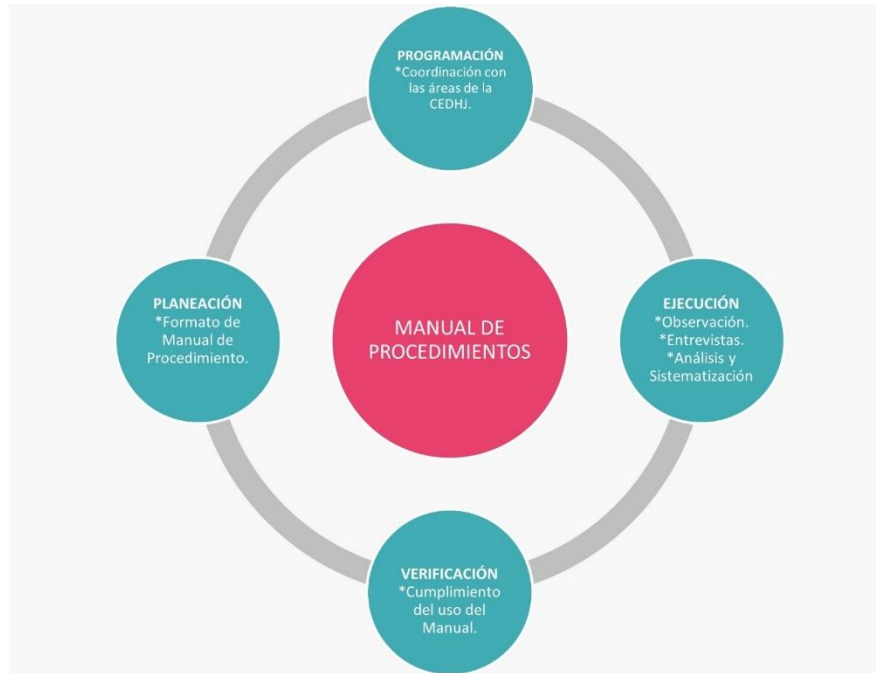 PROGRAMACIÓN
*Coordinación con
las áreas de la
CEDHJ.
PLANEACIÓN
*Formato de
Manual de
Procedimiento.
MANUAL DE
PROCEDIMIENTOS
EJECUCIÓN
*Observación.
*Entrevistas.
*Análisis y
Sistematización
VERIFICACIÓN
*Cumplimiento
del uso del
Manual.